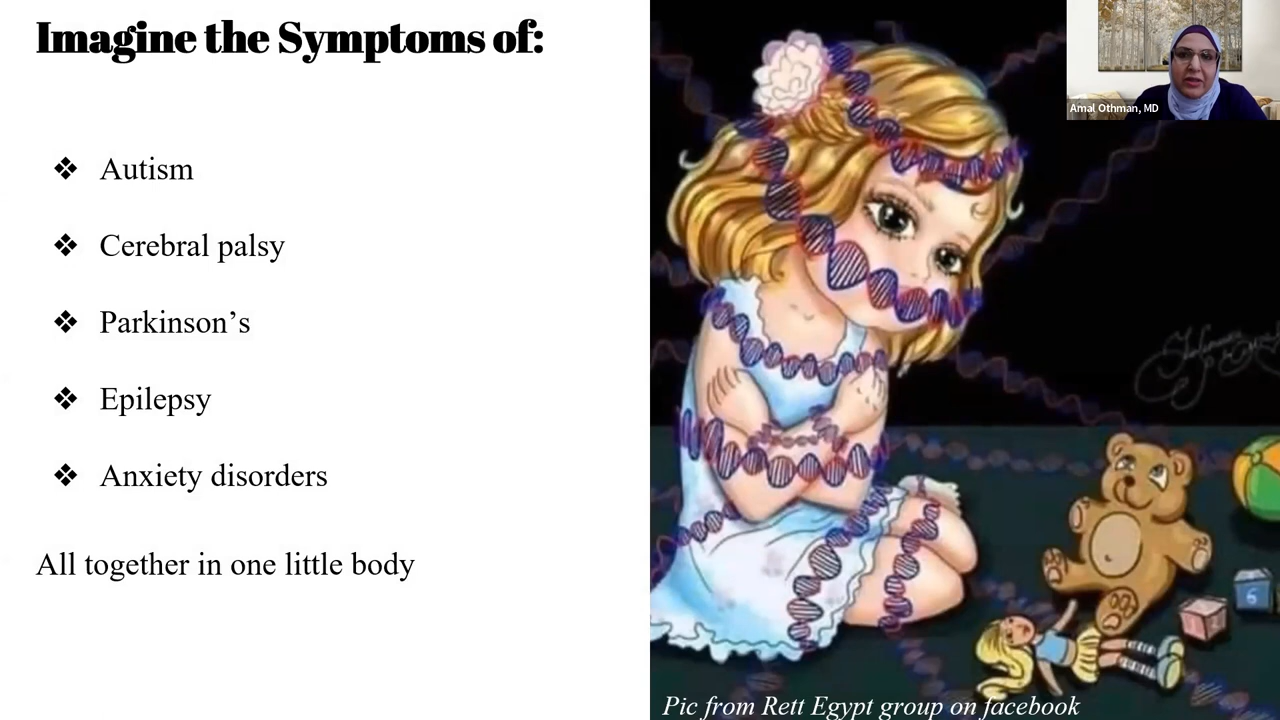 Imagine the Symptoms of:
❖ Autism
❖ Cerebral palsy
❖ Parkinson’s
❖ Epilepsy
❖ Anxiety disorders
All together in one little body
Amal Othman, MD
6
Pic from Rett Egypt group on facebook